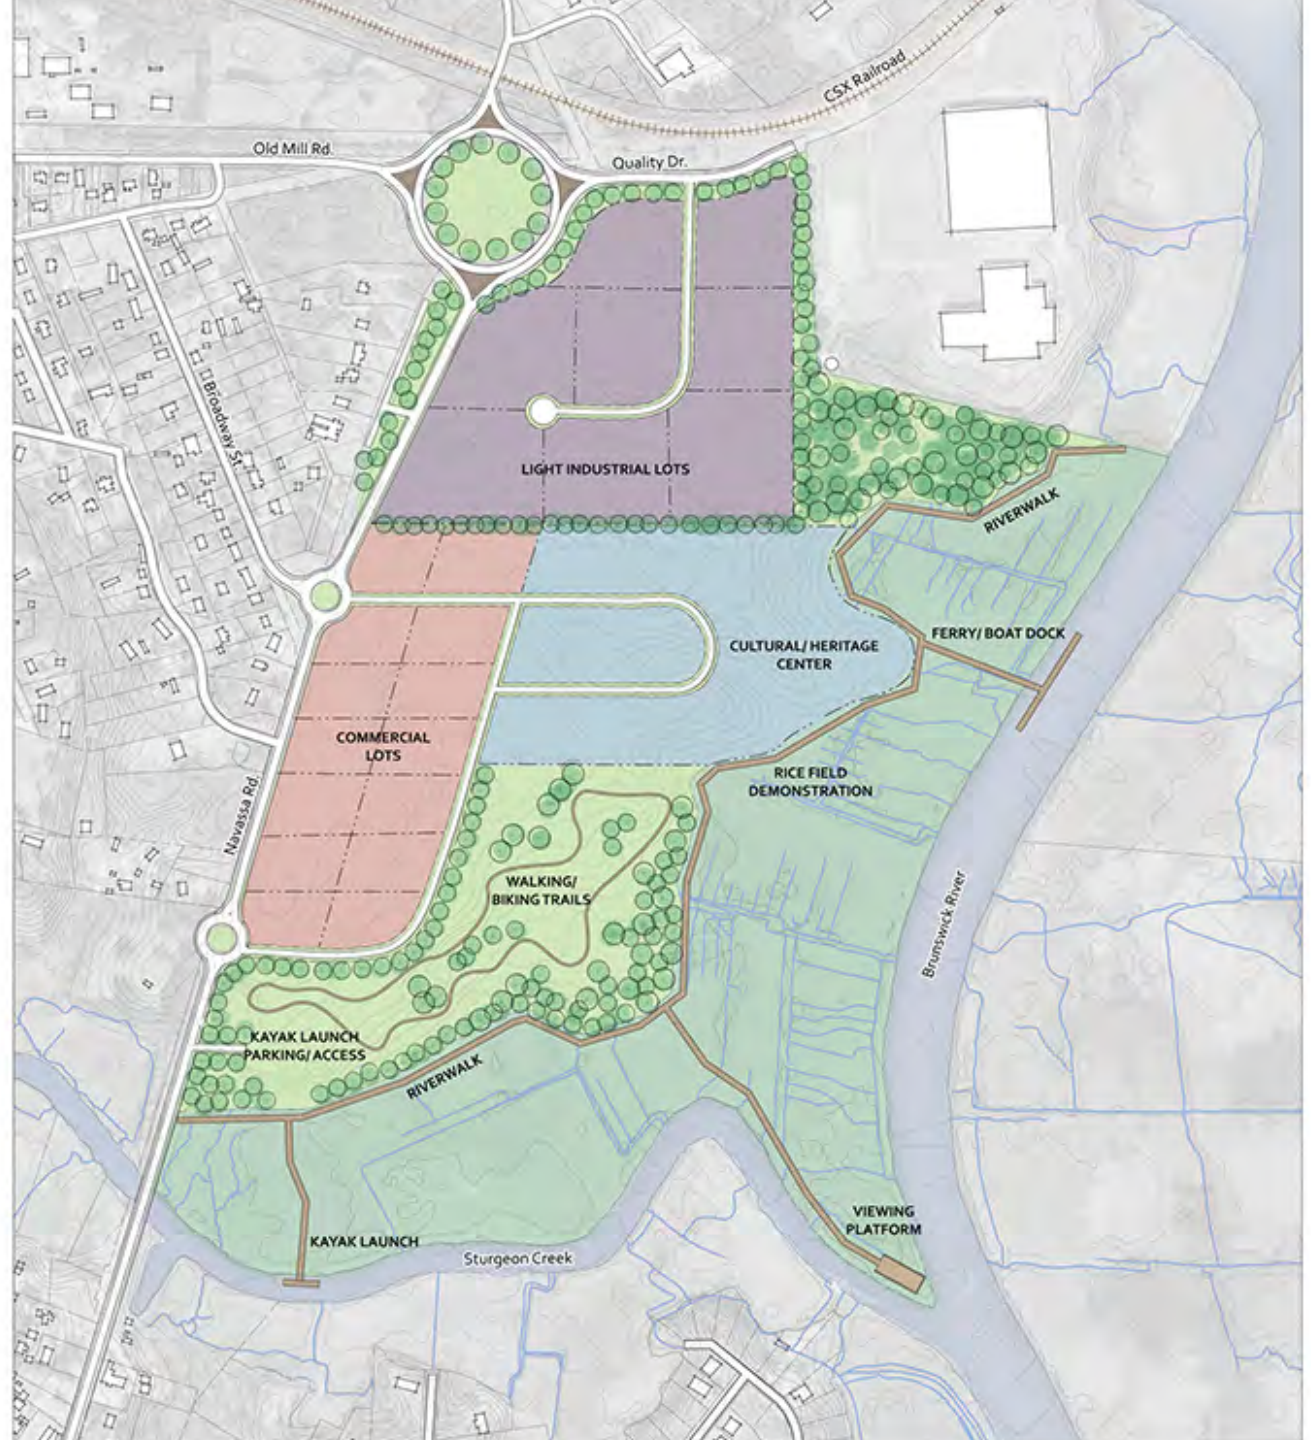 CSX Railroad
Old Mill Rd.
Quality Dr.
Broadway St
LIGHT INDUSTRIAL LOTS
RIVERWALK
FERRY/ BOAT DOCK
CULTURAL/ HERITAGE
CENTER
COMMERCIAL
LOTS
RICE FIELD
DEMONSTRATION
Navassa Rd.
WALKING/
BIKING TRAILS
Brunswick River
KAYAK LAUNCH
PARKING/ ACCESS
RIVERWALK
VIEWING
PLATFORM
KAYAK LAUNCH
Sturgeon Creek